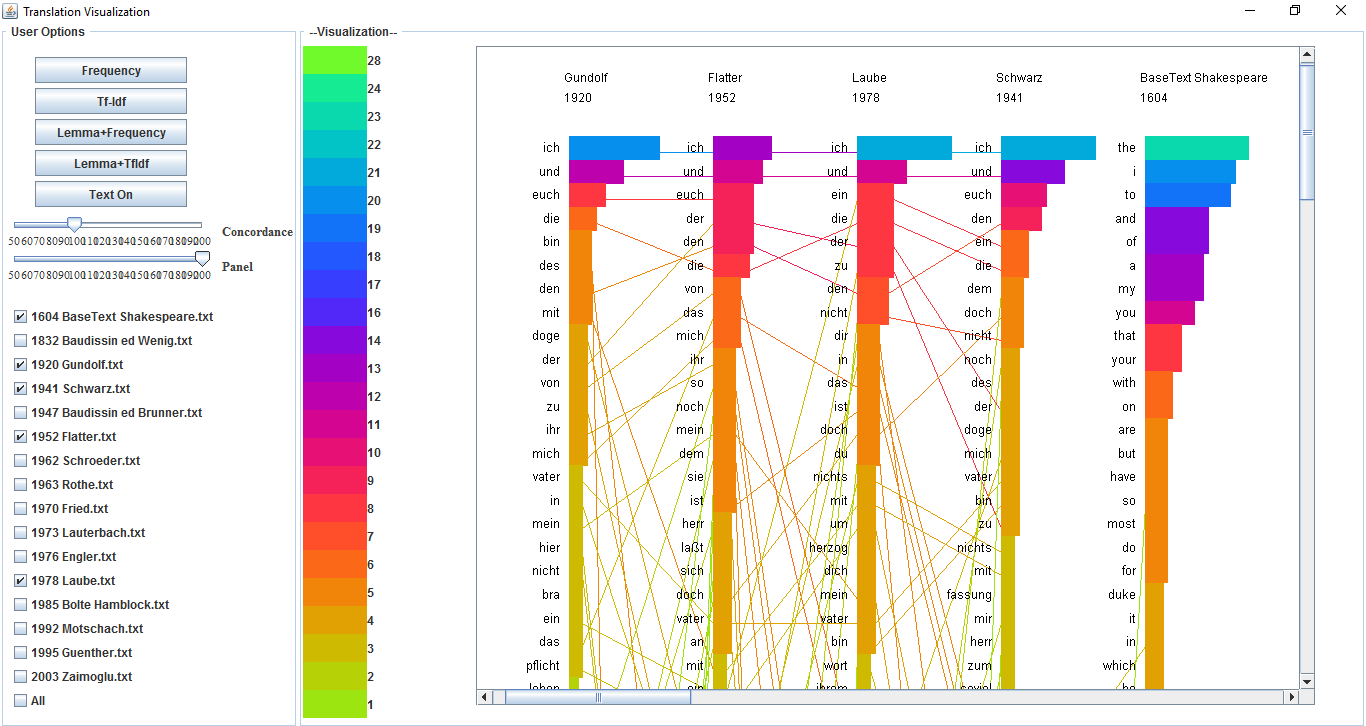 Translation Visualization
User Options
Frequency
Tf-Idf
Lemma+Frequency
Lemma+TfIdf
Text On
Concordance
Panel
1604 BaseText Shakespeare.txt
1832 Baudissin ed Wenig.txt
1920 Gundolf.txt
1941 Schwarz.txt
1947 Baudissin ed Brunner.txt
1952 Flatter.txt
1962 Schroeder.txt
1963 Rothe.txt
1970 Fried.txt
1973 Lauterbach.txt
1976 Engler.txt
1978 Laube.txt
1985 Bolte Hamblock.txt
1992 Motschach.txt
1995 Guenther.txt
2003 Zaimoglu.txt
All
--Visualization--
28
24
23
22
21
20
19
18
17
16
14
13
12
11
10
9
8
7
6
5
4
3
2
1
Gundolf Flatter Laube Schwarz BaseText Shakespeare
1920 1952 1978 1941 1604
ich ich ich ich the
und und und und i
euch euch ein euch to
die der die den and
bin den der ein of
des die zu die a
den von den dem my
mit das nicht doch you
doge mich dir nicht that
der ihr in noch your
von so das des with
zu noch ist der on
ihr mein doch doge are
mich dem du mich but
vater sie nichts vater have
in ist mit bin so
mein herr um zu most
hier laßt herzog nichts do
nicht sich dich mit for
bra doch mein fassung duke
ein vater vater mir it
das an bin herr in
pflicht mit wort zum which